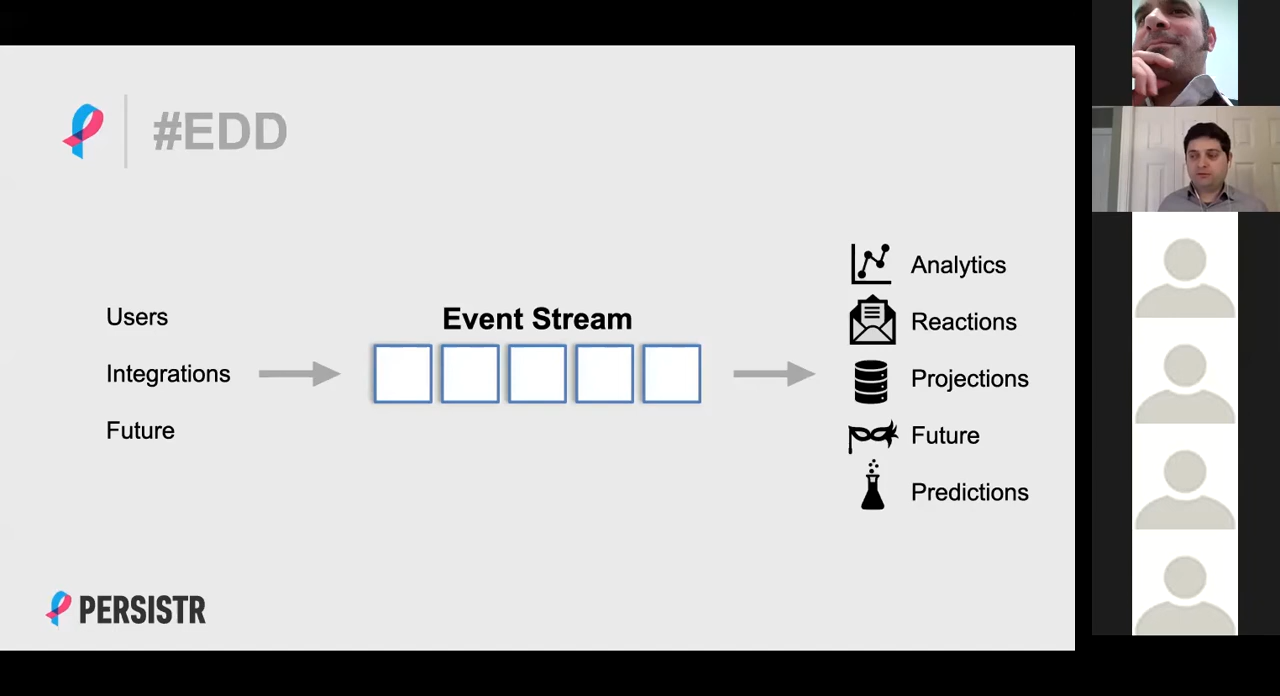 #EDD
Users
Integrations
Future
Event Stream
Analytics
Reactions
Projections
Future
Predictions
PERSISTR